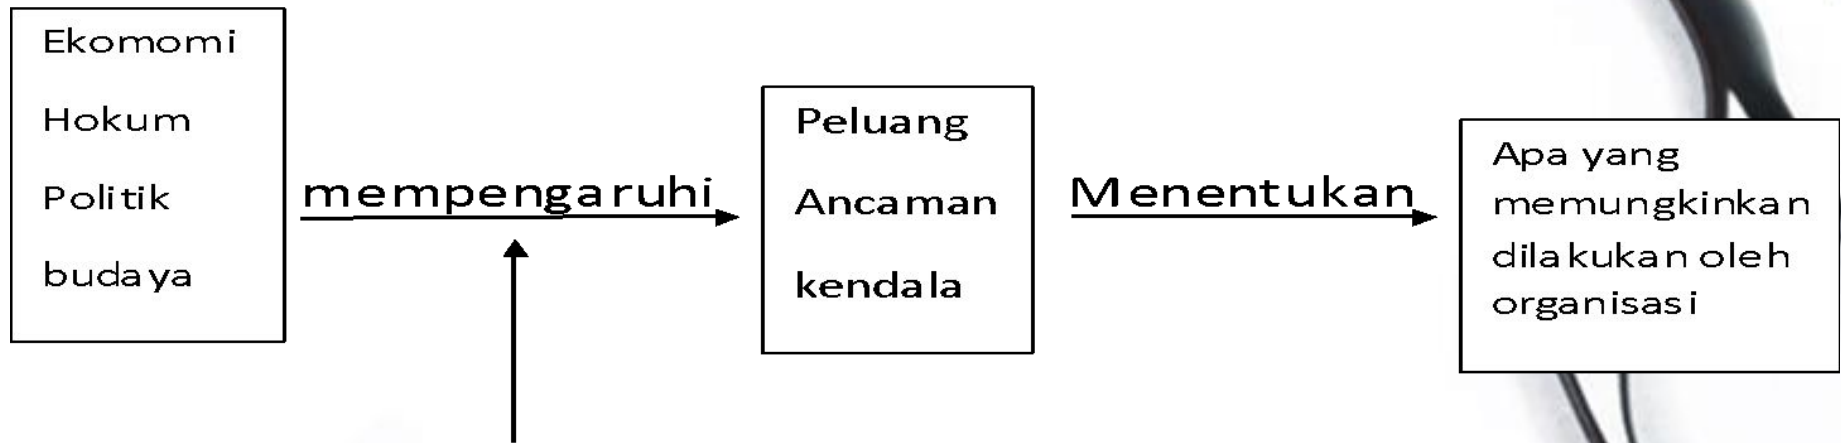 Ekomomi
Hokum
Politik
budaya
mempengaruhi
Peluang
Ancaman
kendala
Menentukan
Apa yang
memungkinkan
dilakukan oleh
organisasi